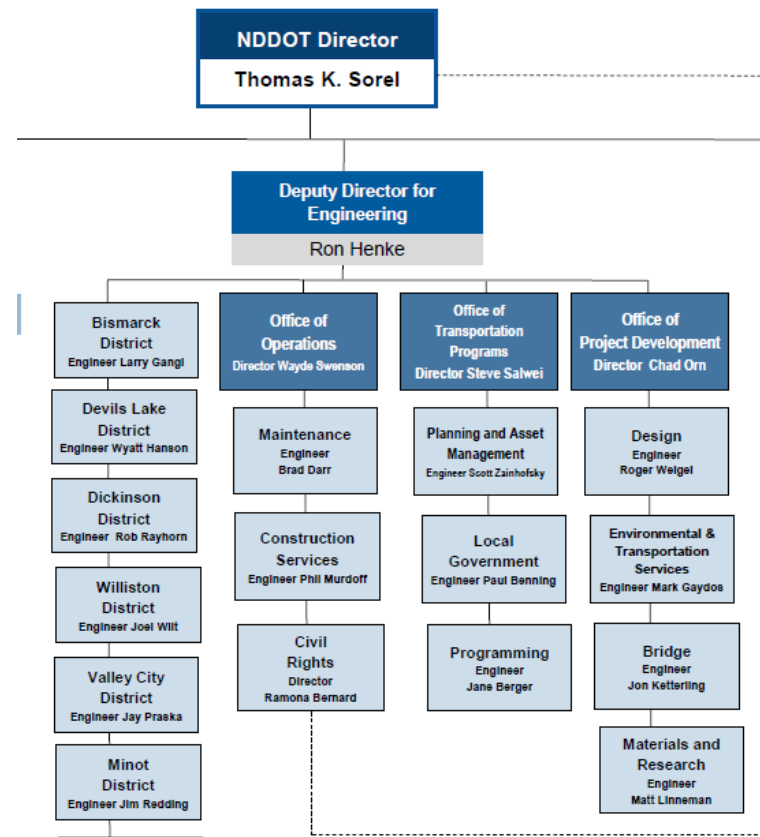 NDDOT Director
Thomas K. Sorel
Deputy Director for
Engineering
Ron Henke
Bismarck
District
Engineer Larry Gangl
Devils Lake
District
Engineer Wyatt Hanson
Dickinson
District
Engineer Rob Rayhorn
Williston
District
Engineer Joel Wilt
Valley City
District
Engineer Jay Praska
Minot
District
Engineer Jim Redding
Office of
Operations
Director Wayde Swenson
Maintenance
Engineer
Brad Darr
Construction
Services
Engineer Phil Murdoff
Civil
Rights
Director
Ramona Bernard
Office of
Transportation
Programs
Director Steve Salwei
Planning and Asset
Management
Engineer Scott Zainhofsky
Local
Government
Engineer Paul Benning
Programming
Engineer
Jane Berger
Office of
Project Development
Director Chad Orn
Design
Engineer
Roger Weigel
Environmental &
Transportation
Services
Engineer Mark Gaydos
Bridge
Engineer
Jon Ketterling
Materials and
Research
Engineer
Matt Linneman